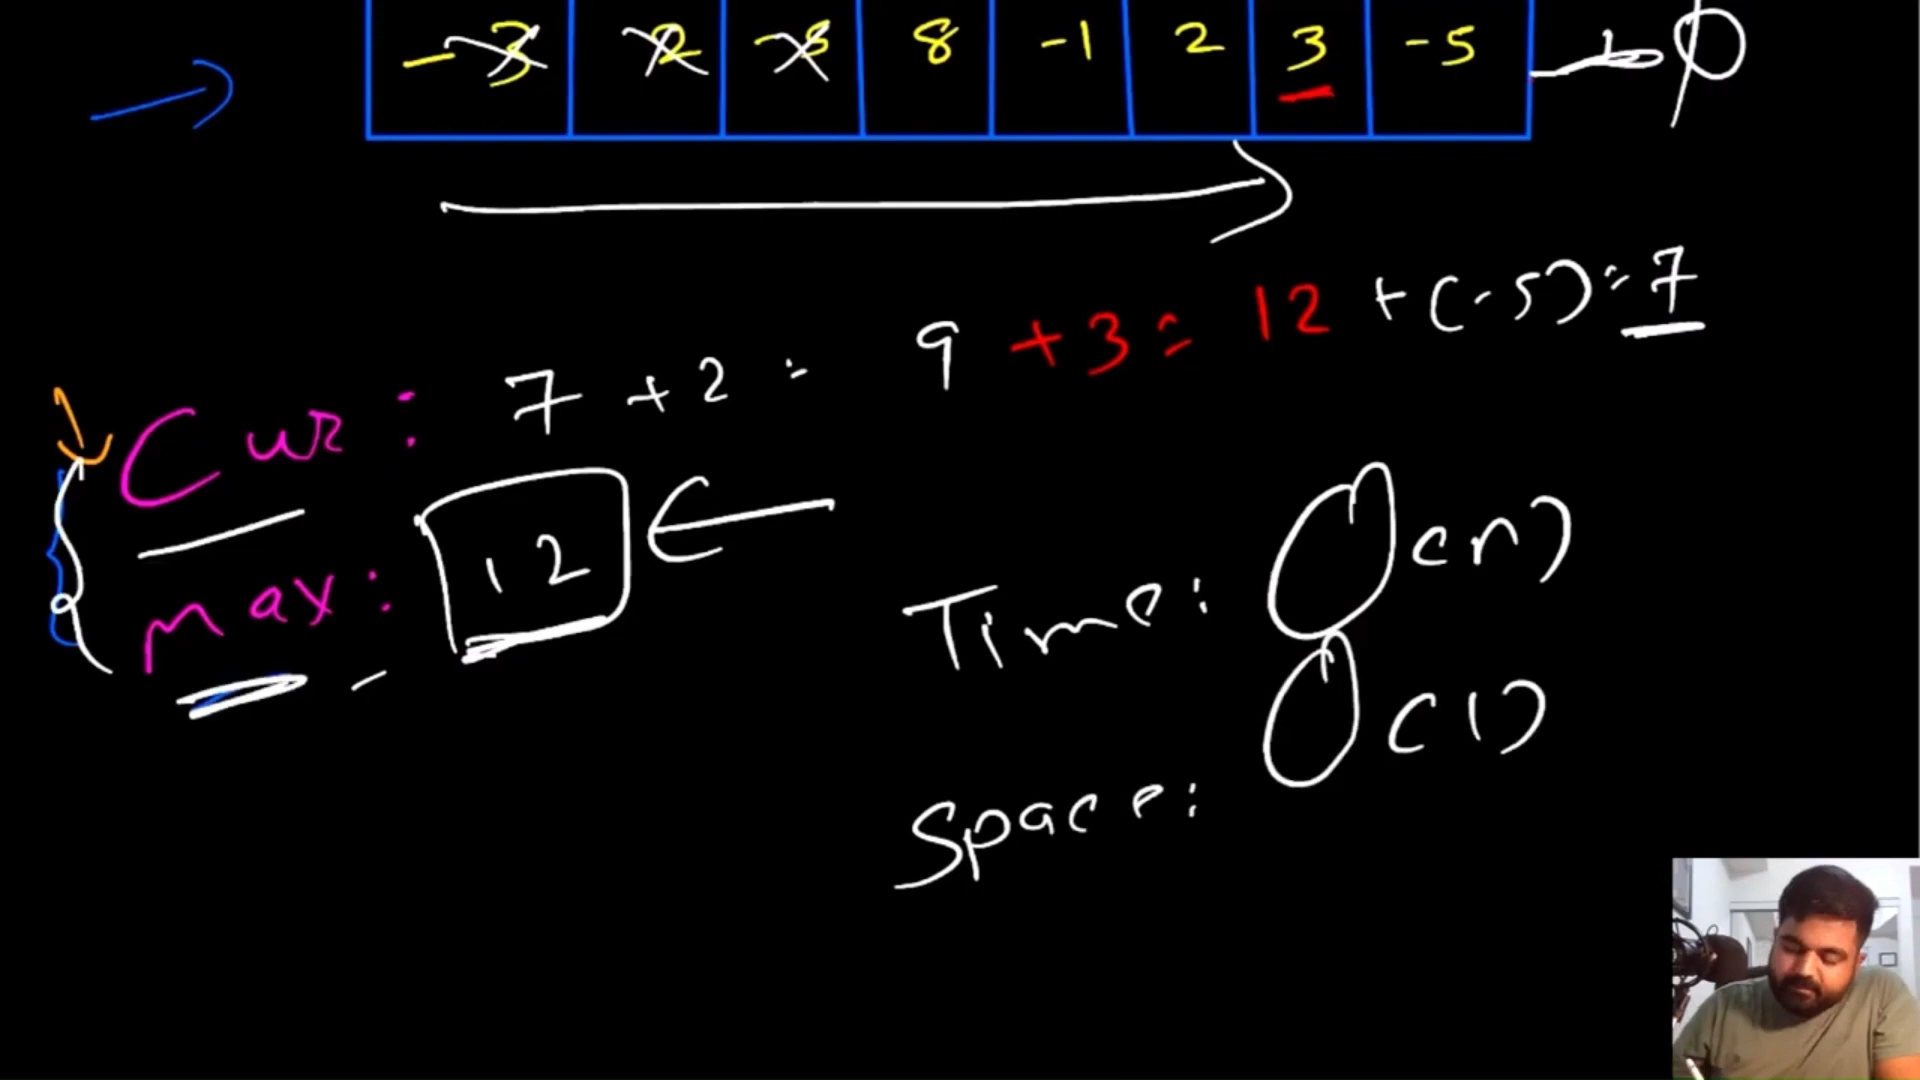 -3 2 -8 8 -1 2 3 -5
7 + 2 = 9 + 3 = 12 + (-5) = 7
Cur:
max: 12
Time: O(n)
Space: O(1)